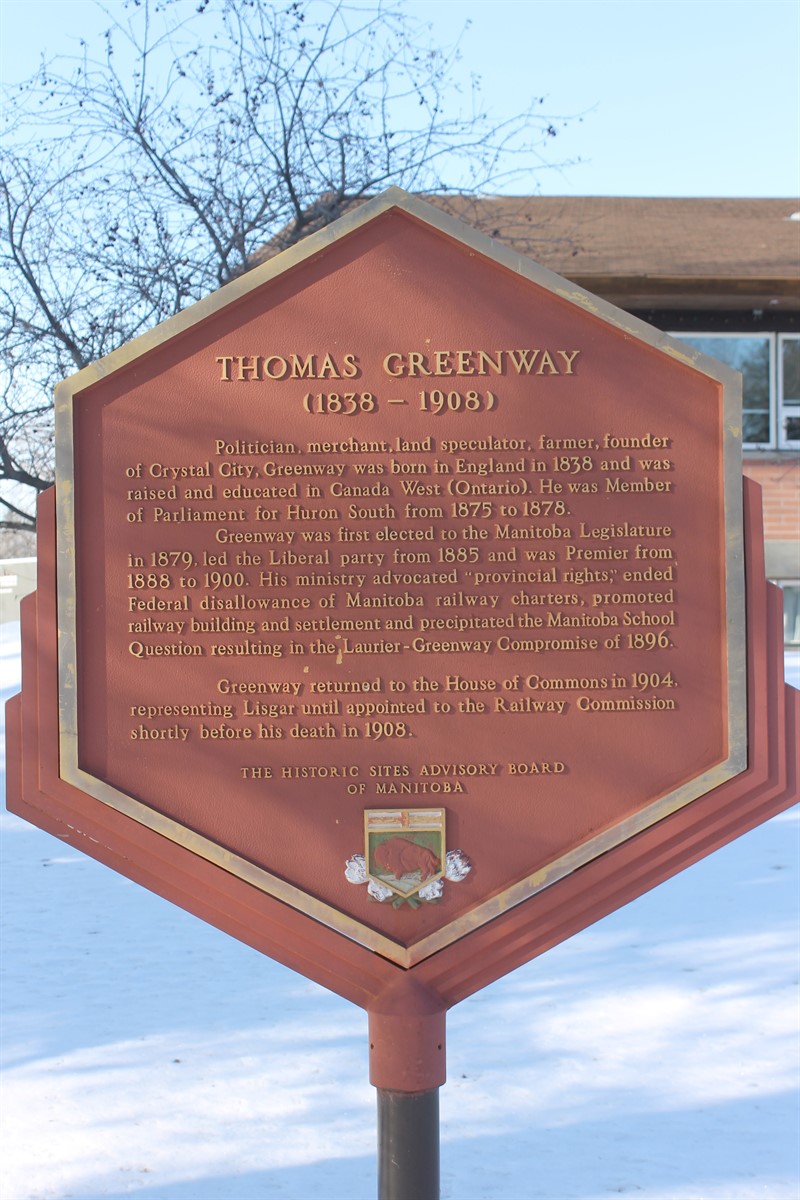 THOMAS GREENWAY
(1838 – 1908)
Politician, merchant, land speculator, farmer, founder
of Crystal City, Greenway was born in England in 1838 and was
raised and educated in Canada West (Ontario). He was Member
of Parliament for Huron South from 1875 to 1878.
Greenway was first elected to the Manitoba Legislature
in 1879, led the Liberal party from 1885 and was Premier from
1888 to 1900. His ministry advocated "provincial rights," ended
Federal disallowance of Manitoba railway charters, promoted
railway building and settlement and precipitated the Manitoba School
Question resulting in the Laurier-Greenway Compromise of 1896.
Greenway returned to the House of Commons in 1904,
representing Lisgar until appointed to the Railway Commission
shortly before his death in 1908.
THE HISTORIC SITES ADVISORY BOARD
OF MANITOBA